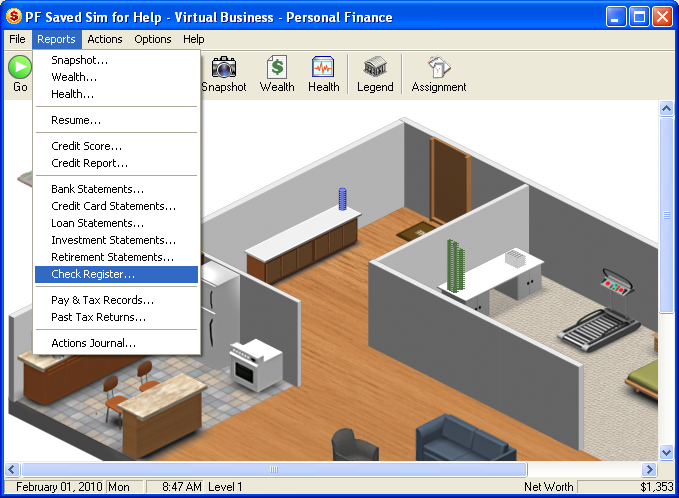 PF Saved Sim for Help - Virtual Business - Personal Finance
File Reports Actions Options Help
Go Snapshot Wealth Health Legend Assignment
Snapshot...
Wealth...
Health...
Resume...
Credit Score...
Credit Report...
Bank Statements...
Credit Card Statements...
Loan Statements...
Investment Statements...
Retirement Statements...
Check Register...
Pay & Tax Records...
Past Tax Returns...
Actions Journal...
February 01, 2010 Mon 8:47 AM Level 1 Net Worth $1,353